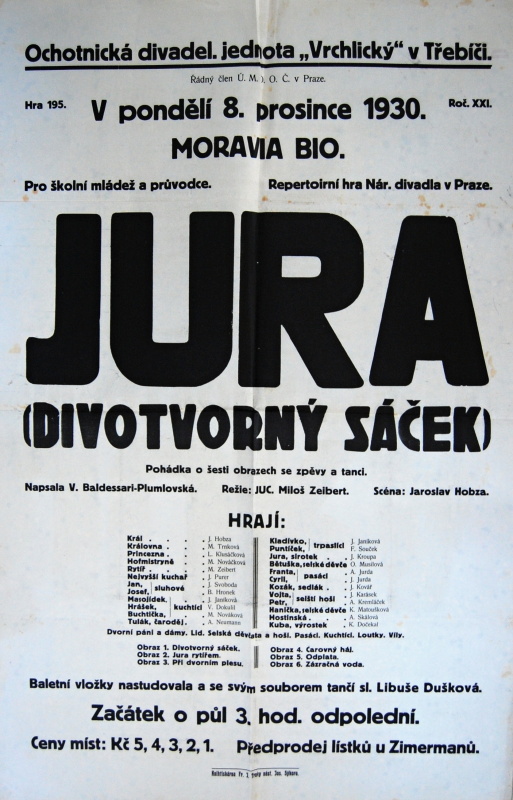 Ochotnická divadel. jednota „Vrchlický“ v Třebíči.
Řádný člen Ú. M. D. O. Č. v Praze.
Hra 195. V pondělí 8. prosince 1930. Roč. XXI.
MORAVIA BIO.
Pro školní mládež a průvodce. Repertoirní hra Nár. divadla v Praze.
JURA
(DIVOTVORNÝ SÁČEK)
Pohádka o šesti obrazech se zpěvy a tanci.
Napsala V. Baldessari-Plumlovská. Režie: JUC. Miloš Zeibert. Scéna: Jaroslav Hobza.
HRAJÍ:
Král . . . . J. Hobza
Královna . . . M. Trnková
Princezna . . . L. Klusáčková
Hofmistryně . . M. Nováčková
Rytíř . . . . M. Zeibert
Nejvyšší kuchař J. Purer
Jan, sluhové J. Svoboda
Josef, B. Hronek
Mandídek, J. Janíková
Hrášek, kuchtíci V. Dokulil
Buchtička, M. Nováková
Tulák, čaroděj . A. Neumann
Kladívko, trpaslíci J. Janíková
Puntíček, F. Souček
Jura, sirotek . . J. Kroupa
Bětuška, selské děvče O. Musilová
Franta, pasáci A. Jurda
Cyril, J. Jurda
Kozák, sedlák . J. Kovář
Vojta, selští hoši J. Karásek
Petr, A. Kremláček
Hanička, selské děvče K. Matoušková
Hostinská . . . A. Skálová
Kuba, výrostek . K. Dočekal
Dvorní páni a dámy. Lid. Selská děvčata a hoši. Pasáci. Kuchtíci. Loutky. Víly.
Obraz 1. Divotvorný sáček.
Obraz 2. Jura rytířem.
Obraz 3. Při dvorním plesu.
Obraz 4. Čarovný háj.
Obraz 5. Odplata.
Obraz 6. Zázračná voda.
Baletní vložky nastudovala a se svým souborem tančí sl. Libuše Dušková.
Začátek o půl 3. hod. odpolední.
Ceny míst: Kč 5, 4, 3, 2, 1. Předprodej lístků u Zimermanů.
Knihtiskárna Fr.